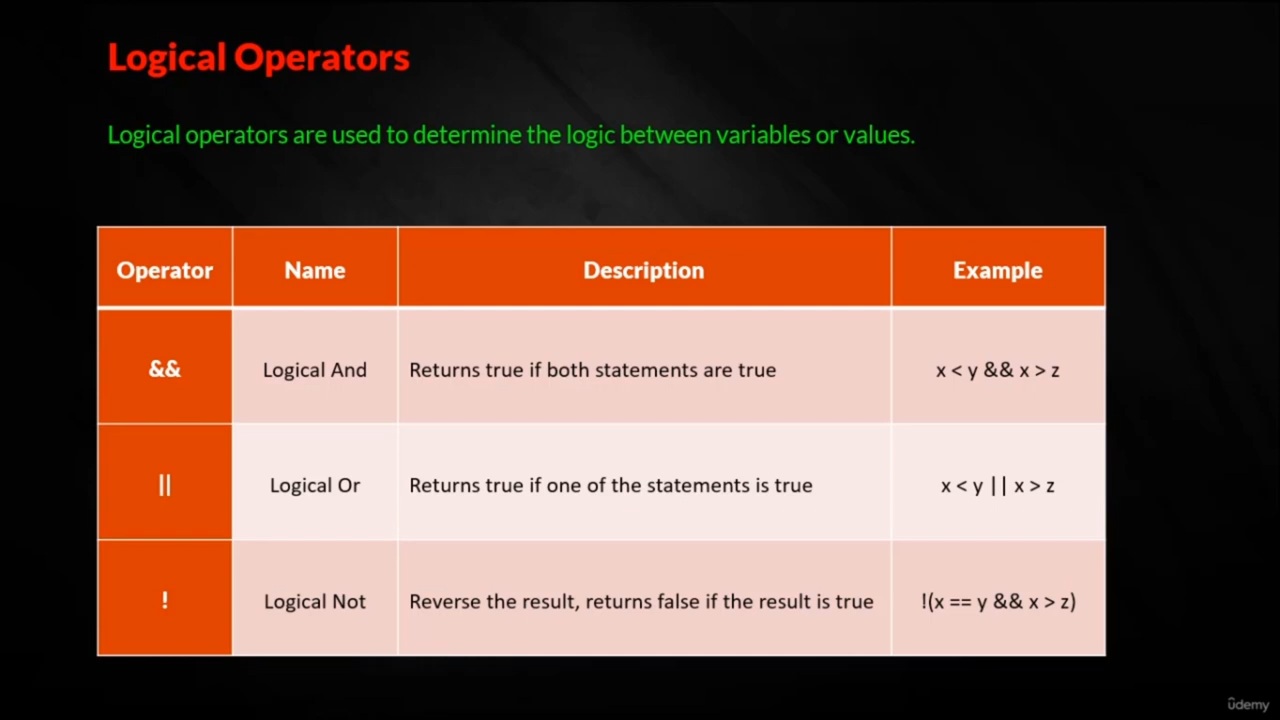 Logical Operators
Logical operators are used to determine the logic between variables or values.
Operator Name Description Example
&& Logical And Returns true if both statements are true x < y && x > z
|| Logical Or Returns true if one of the statements is true x < y || x > z
! Logical Not Reverse the result, returns false if the result is true !(x == y && x > z)
ûdemy